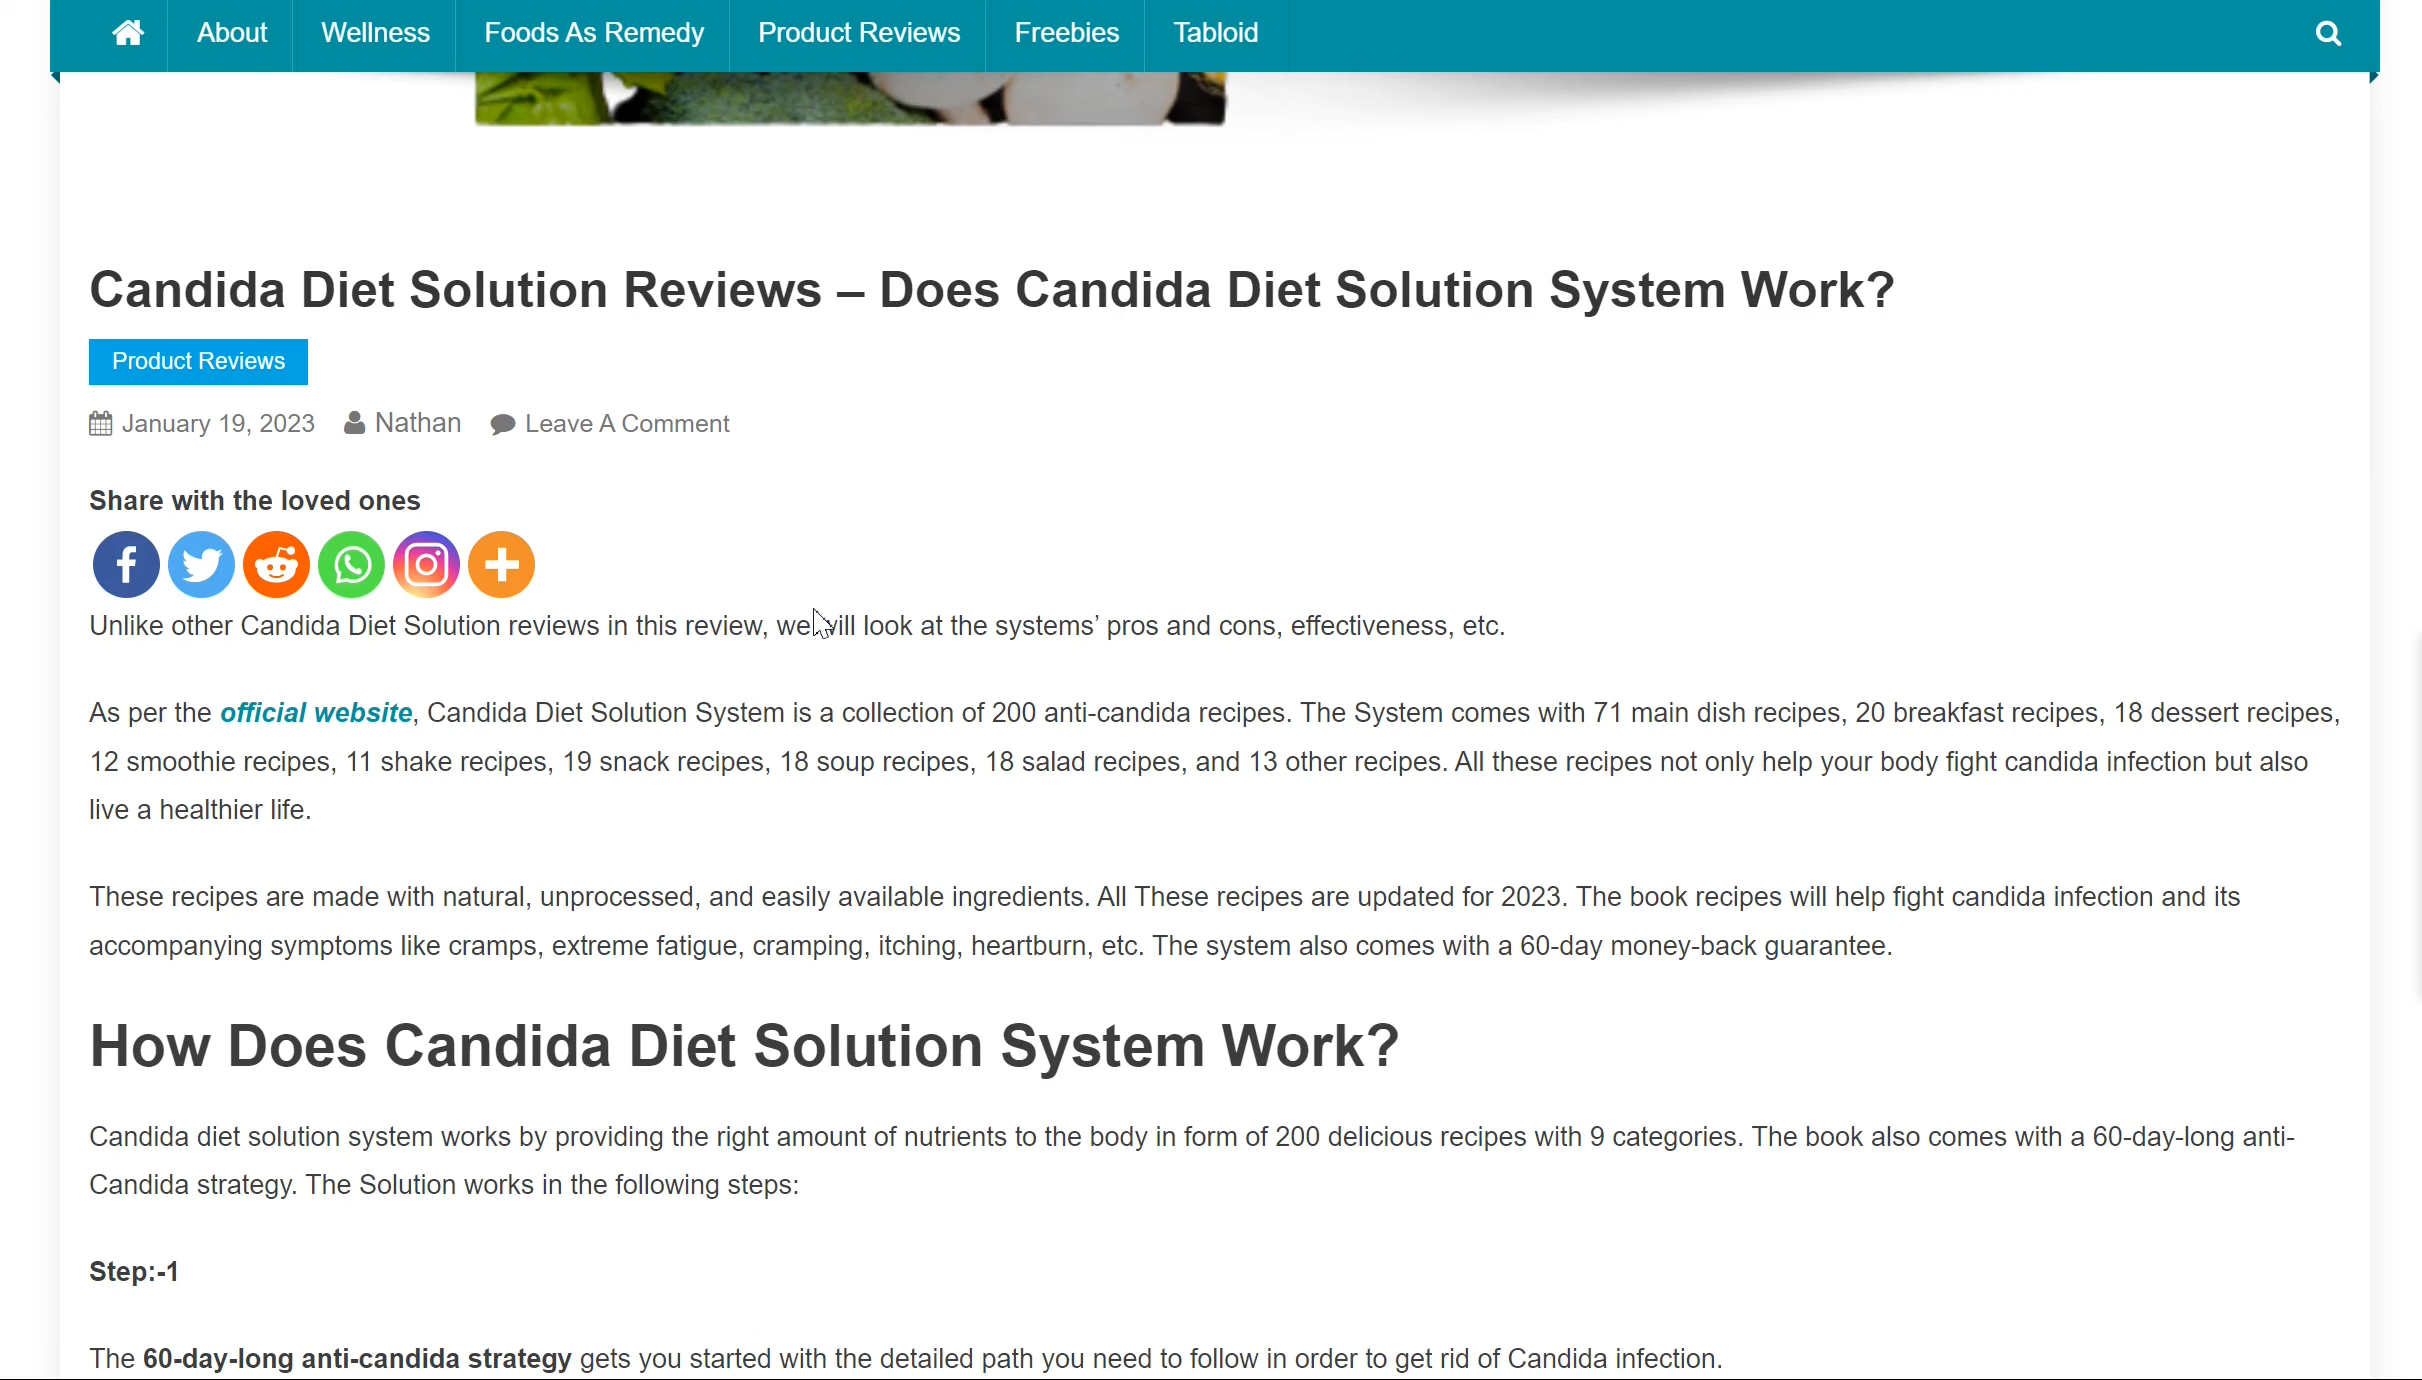 About Wellness Foods As Remedy Product Reviews Freebies Tabloid
Candida Diet Solution Reviews – Does Candida Diet Solution System Work?
Product Reviews
January 19, 2023 Nathan Leave A Comment
Share with the loved ones
Unlike other Candida Diet Solution reviews in this review, we will look at the systems’ pros and cons, effectiveness, etc.
As per the official website, Candida Diet Solution System is a collection of 200 anti-candida recipes. The System comes with 71 main dish recipes, 20 breakfast recipes, 18 dessert recipes,
12 smoothie recipes, 11 shake recipes, 19 snack recipes, 18 soup recipes, 18 salad recipes, and 13 other recipes. All these recipes not only help your body fight candida infection but also
live a healthier life.
These recipes are made with natural, unprocessed, and easily available ingredients. All These recipes are updated for 2023. The book recipes will help fight candida infection and its
accompanying symptoms like cramps, extreme fatigue, cramping, itching, heartburn, etc. The system also comes with a 60-day money-back guarantee.
How Does Candida Diet Solution System Work?
Candida diet solution system works by providing the right amount of nutrients to the body in form of 200 delicious recipes with 9 categories. The book also comes with a 60-day-long anti-
Candida strategy. The Solution works in the following steps:
Step:-1
The 60-day-long anti-candida strategy gets you started with the detailed path you need to follow in order to get rid of Candida infection.